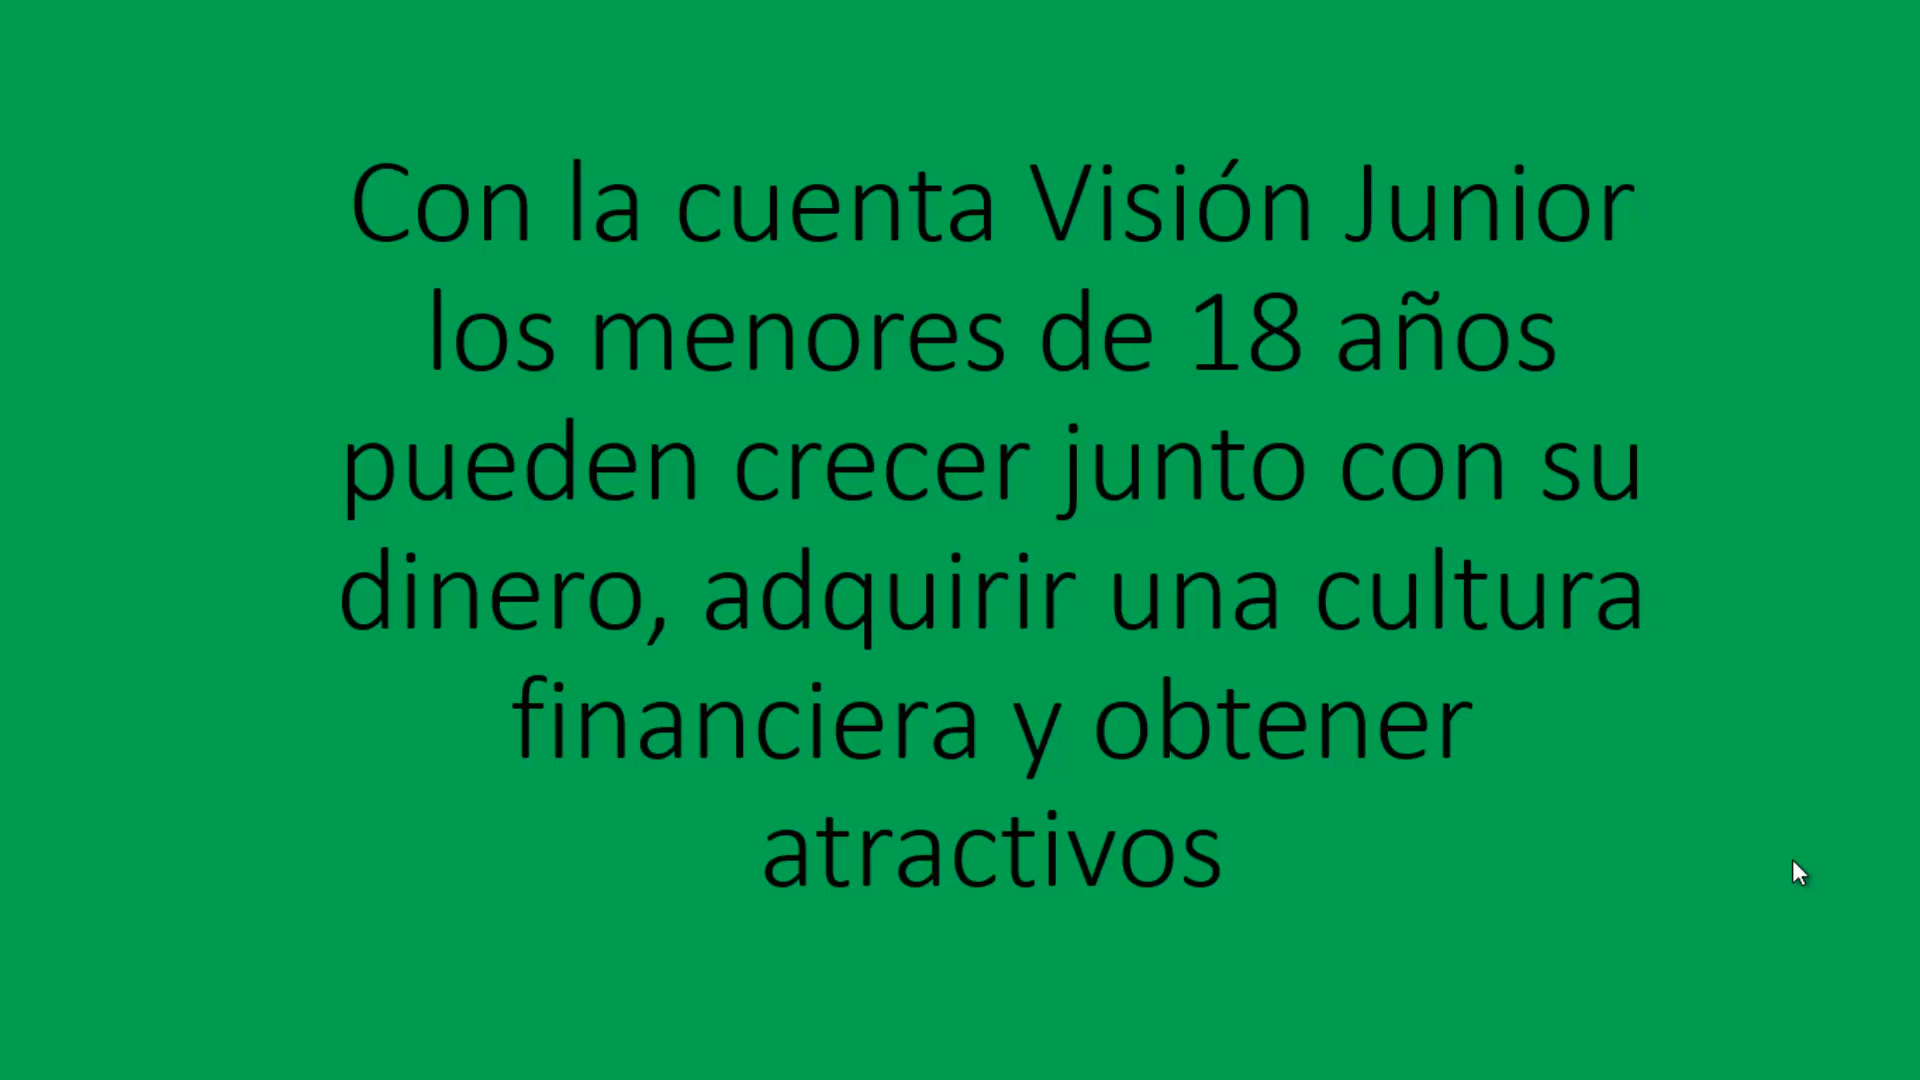 Con la cuenta Visión Junior
los menores de 18 años
pueden crecer junto con su
dinero, adquirir una cultura
financiera y obtener
atractivos